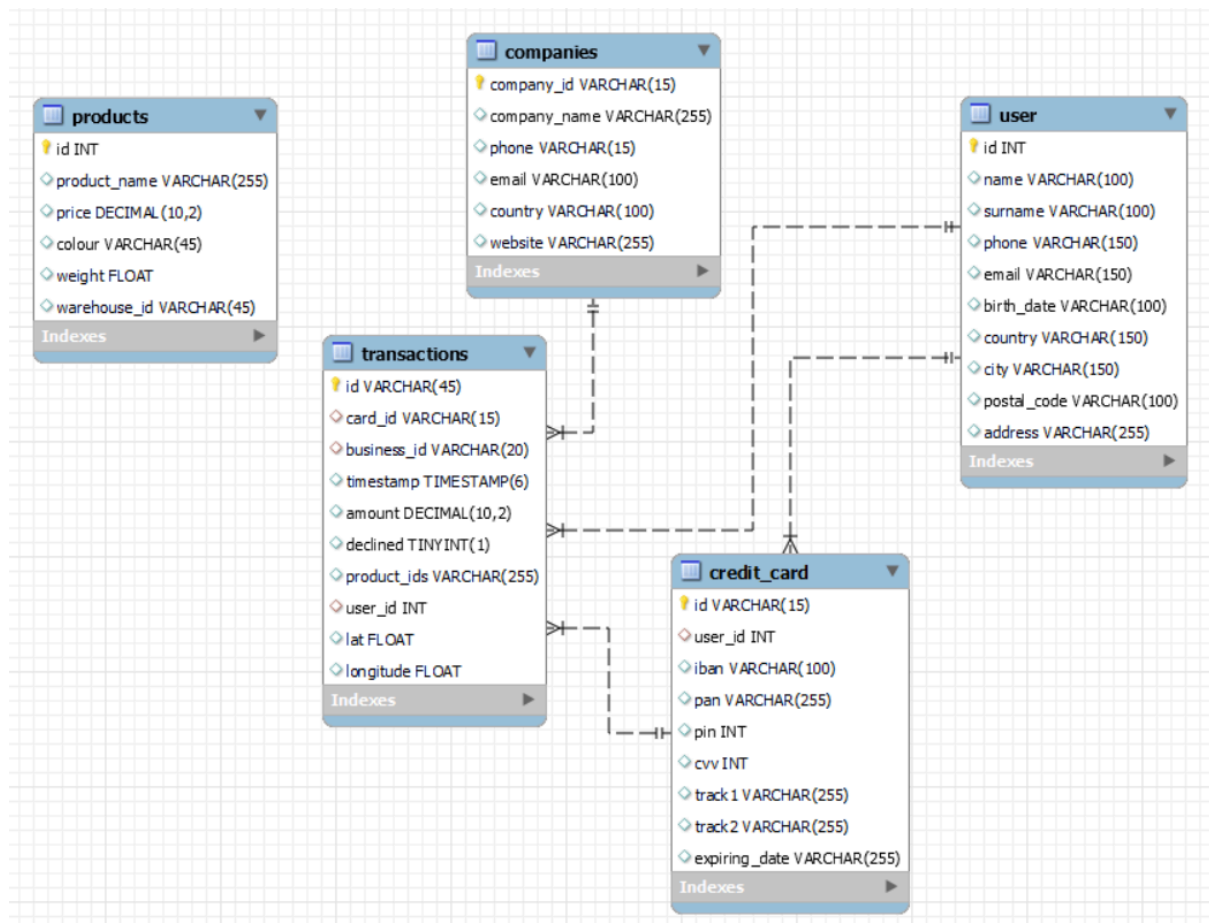 products
id INT
product_name VARCHAR(255)
price DECIMAL(10,2)
colour VARCHAR(45)
weight FLOAT
warehouse_id VARCHAR(45)
Indexes
companies
company_id VARCHAR(15)
company_name VARCHAR(255)
phone VARCHAR(15)
email VARCHAR(100)
country VARCHAR(100)
website VARCHAR(255)
Indexes
user
id INT
name VARCHAR(100)
surname VARCHAR(100)
phone VARCHAR(150)
email VARCHAR(150)
birth_date VARCHAR(100)
country VARCHAR(150)
city VARCHAR(150)
postal_code VARCHAR(100)
address VARCHAR(255)
Indexes
transactions
id VARCHAR(45)
card_id VARCHAR(15)
business_id VARCHAR(20)
timestamp TIMESTAMP(6)
amount DECIMAL(10,2)
declined TINYINT(1)
product_ids VARCHAR(255)
user_id INT
lat FLOAT
longitude FLOAT
Indexes
credit_card
id VARCHAR(15)
user_id INT
iban VARCHAR(100)
pan VARCHAR(255)
pin INT
cvv INT
track1 VARCHAR(255)
track2 VARCHAR(255)
expiring_date VARCHAR(255)
Indexes